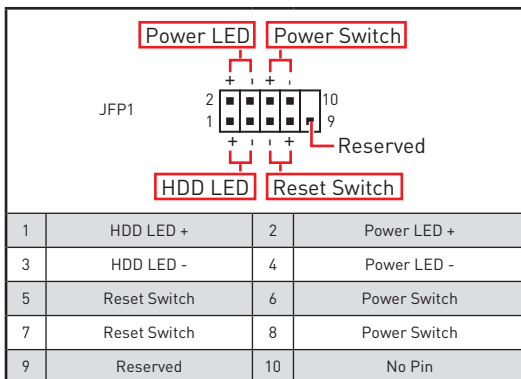 Power LED Power Switch
+ - + -
JFP1
2 10
1 9
+ - - +
Reserved
HDD LED Reset Switch
1 HDD LED + 2 Power LED +
3 HDD LED - 4 Power LED -
5 Reset Switch 6 Power Switch
7 Reset Switch 8 Power Switch
9 Reserved 10 No Pin